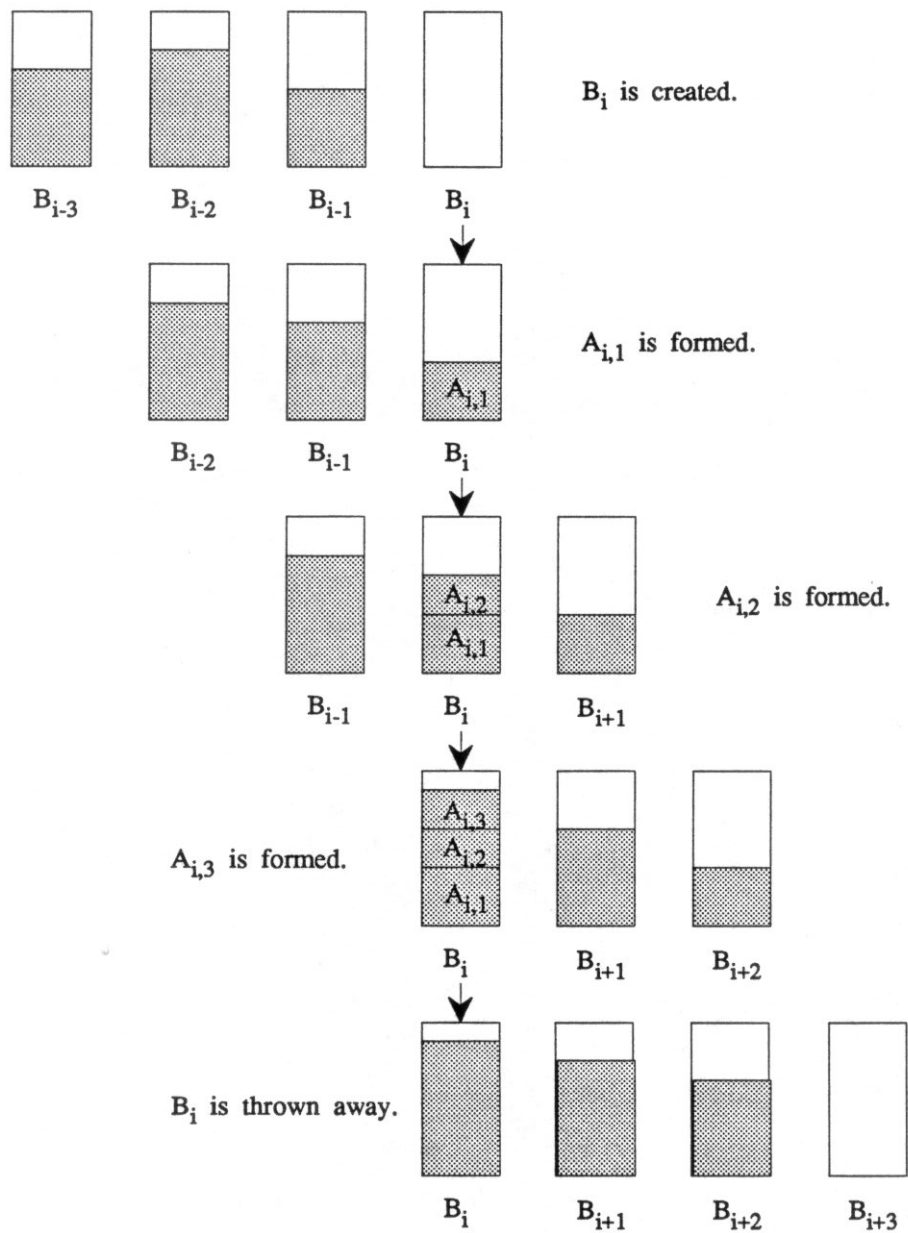 B_i is created.
B_{i-3} B_{i-2} B_{i-1} B_i
A_{i,1} is formed.
A_{i,1}
B_{i-2} B_{i-1} B_i
A_{i,2} is formed.
A_{i,2}
A_{i,1}
B_{i-1} B_i B_{i+1}
A_{i,3}
A_{i,3} is formed.
A_{i,2}
A_{i,1}
B_i B_{i+1} B_{i+2}
B_i is thrown away.
B_i B_{i+1} B_{i+2} B_{i+3}